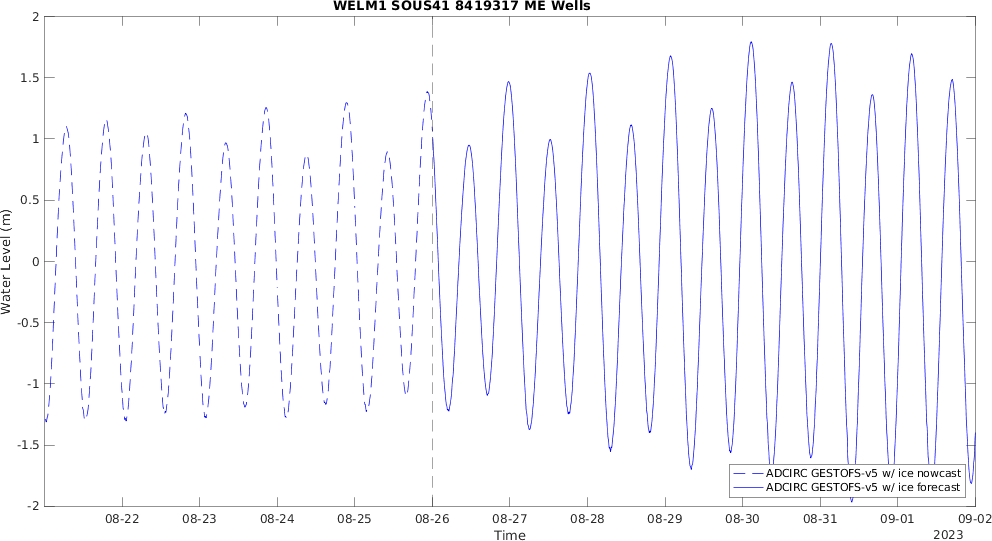 WELM1 SOUS41 8419317 ME Wells
2
1.5
1
0.5
0
-0.5
-1
-1.5
-2
Water Level (m)
ADCIRC GESTOFS-v5 w/ ice nowcast
ADCIRC GESTOFS-v5 w/ ice forecast
08-22 08-23 08-24 08-25 08-26 08-27 08-28 08-29 08-30 08-31 09-01 09-02
Time
2023